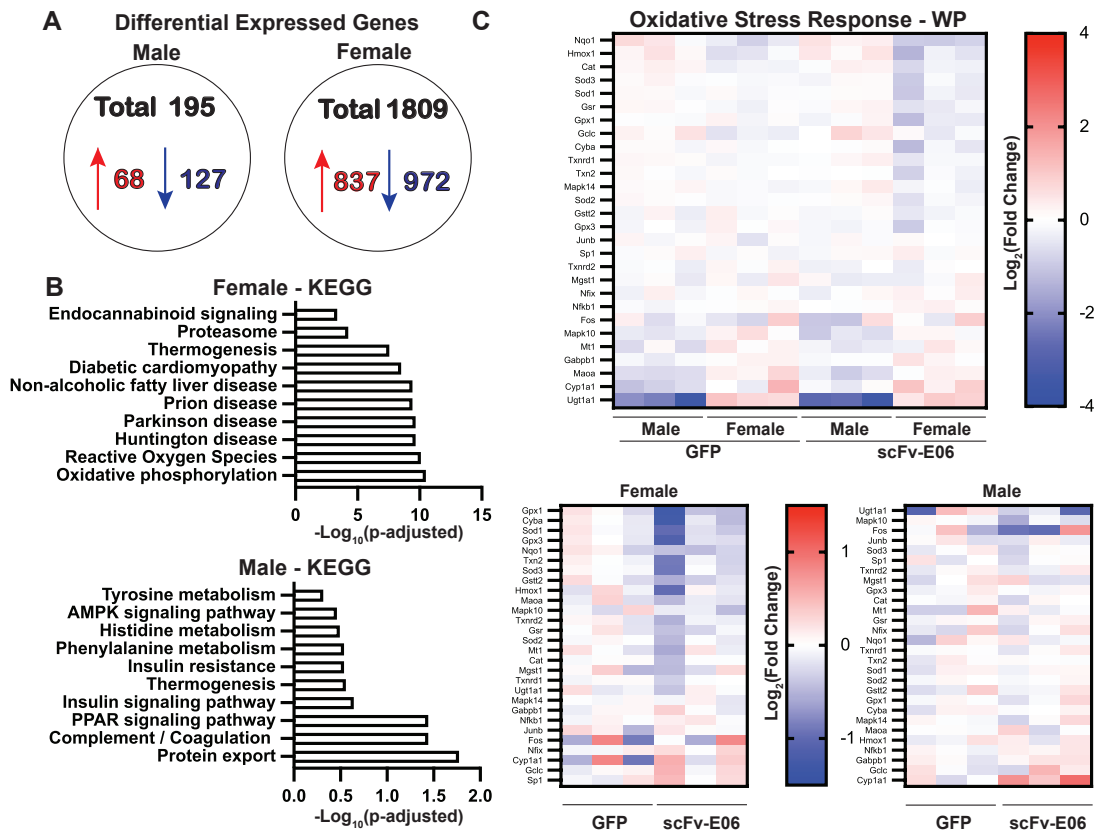 A
Differential Expressed Genes
Male
Female
Total 195
68
127
Total 1809
837
972
B
Female - KEGG
Endocannabinoid signaling
Proteasome
Thermogenesis
Diabetic cardiomyopathy
Non-alcoholic fatty liver disease
Prion disease
Parkinson disease
Huntington disease
Reactive Oxygen Species
Oxidative phosphorylation
0 5 10 15
-Log10(p-adjusted)
Male - KEGG
Tyrosine metabolism
AMPK signaling pathway
Histidine metabolism
Phenylalanine metabolism
Insulin resistance
Thermogenesis
Insulin signaling pathway
PPAR signaling pathway
Complement / Coagulation
Protein export
0.0 0.5 1.0 1.5 2.0
-Log10(p-adjusted)
C
Oxidative Stress Response - WP
Nqo1
Hmox1
Cat
Sod3
Sod1
Gsr
Gpx1
Gclc
Cyba
Txnrd1
Txn2
Mapk14
Sod2
Gstt2
Gpx3
Junb
Sp1
Txnrd2
Mgst1
Nfix
Nfkb1
Fos
Mapk10
Mt1
Gabpb1
Maoa
Cyp1a1
Ugt1a1
Male Female Male Female
GFP scFv-E06
4
2
0
-2
-4
Log2(Fold Change)
Female
Gpx1
Cyba
Sod1
Gpx3
Nqo1
Txn2
Sod3
Gstt2
Hmox1
Maoa
Mapk10
Txnrd2
Gsr
Sod2
Mt1
Cat
Mgst1
Txnrd1
Ugt1a1
Mapk14
Gabpb1
Nfkb1
Junb
Fos
Nfix
Cyp1a1
Gclc
Sp1
GFP scFv-E06
1
0
-1
Log2(Fold Change)
Male
Ugt1a1
Mapk10
Fos
Junb
Sod3
Sp1
Txnrd2
Mgst1
Gpx3
Cat
Mt1
Gsr
Nfix
Nqo1
Txnrd1
Txn2
Sod1
Sod2
Gstt2
Gpx1
Cyba
Mapk14
Maoa
Hmox1
Nfkb1
Gabpb1
Gclc
Cyp1a1
GFP scFv-E06